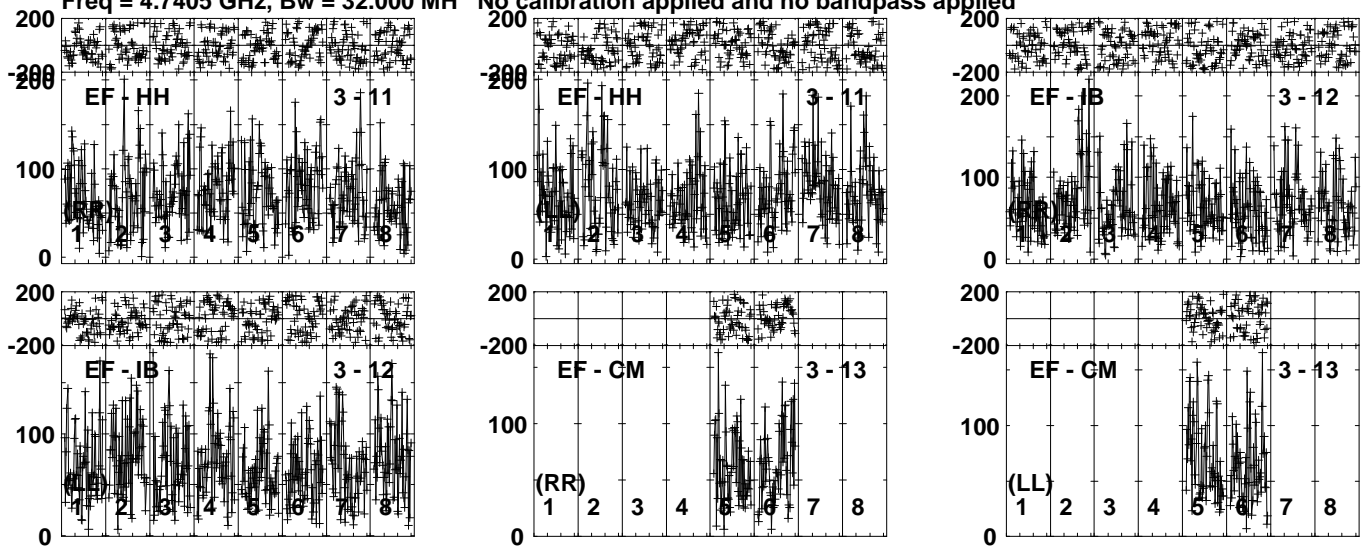 Freq = 4.7405 GHz, Bw = 32.000 MH No calibration applied and no bandpass applied
200
-200
200
EF - HH 3 - 11
100
(RR)
1 2 3 4 5 6 7 8
0
200
-200
200
EF - HH 3 - 11
100
(LL)
1 2 3 4 5 6 7 8
0
200
-200
200
EF - IB 3 - 12
100
(RR)
1 2 3 4 5 6 7 8
0
200
-200
EF - IB 3 - 12
100
(LL)
1 2 3 4 5 6 7 8
0
200
-200
EF - CM 3 - 13
100
(RR)
1 2 3 4 5 6 7 8
0
200
-200
EF - CM 3 - 13
100
(LL)
1 2 3 4 5 6 7 8
0